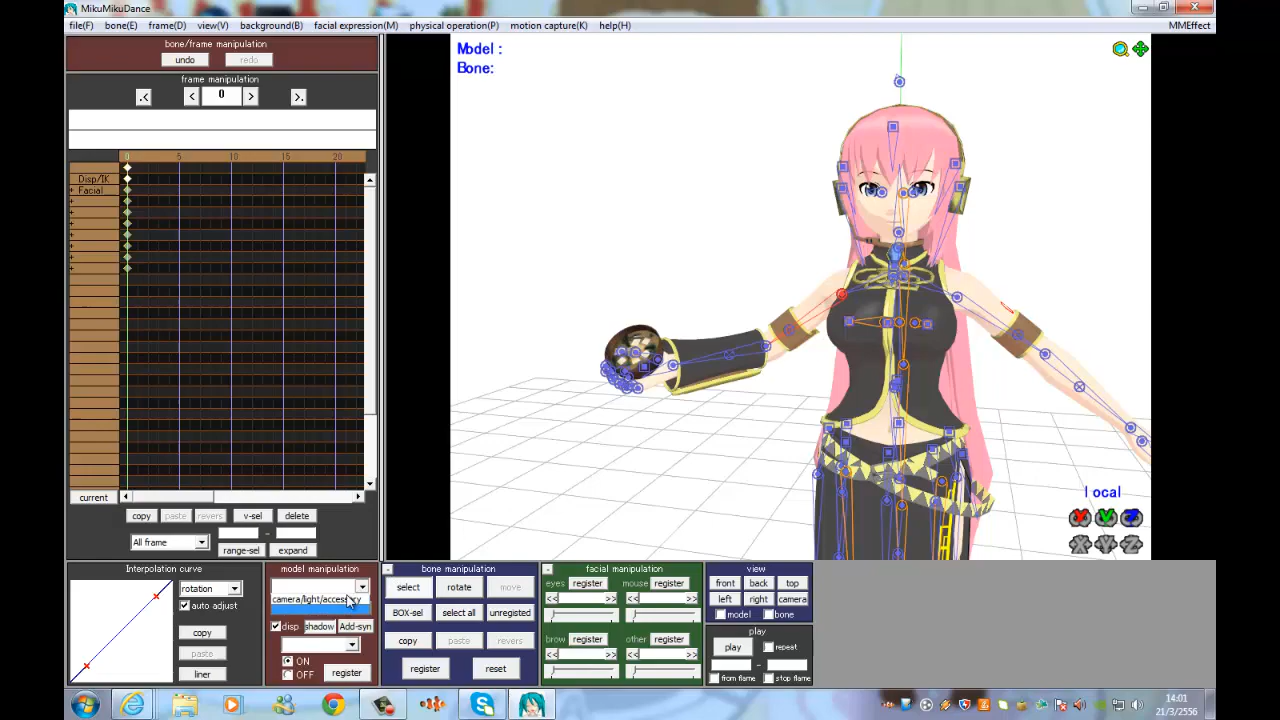 MikuMikuDance
file(F) bone(E) frame(D) view(V) background(B) facial expression(M) physical operation(P) motion capture(K) help(H) MMEffect
bone/frame manipulation
undo redo
frame manipulation
.< < 0 > >.
0 5 10 15 20
Disp/IK
+ Facial
+
+
+
+
+
+
+
current
copy paste revers v-sel delete
-
All frame range-sel expand
Interpolation curve
rotation
auto adjust
copy
paste
liner
model manipulation
camera/light/accessory
disp shadow Add-syn
ON
OFF register
bone manipulation
select rotate move
BOX-sel select all unregisted
copy paste revers
register reset
facial manipulation
eyes register mouse register
<< >> << >>
brow register other register
<< >> << >>
view
front back top
left right camera
model bone
play
play repeat
-
from flame stop flame
Model :
Bone:
local
X Y Z
X Y Z
14:01
21/3/2556